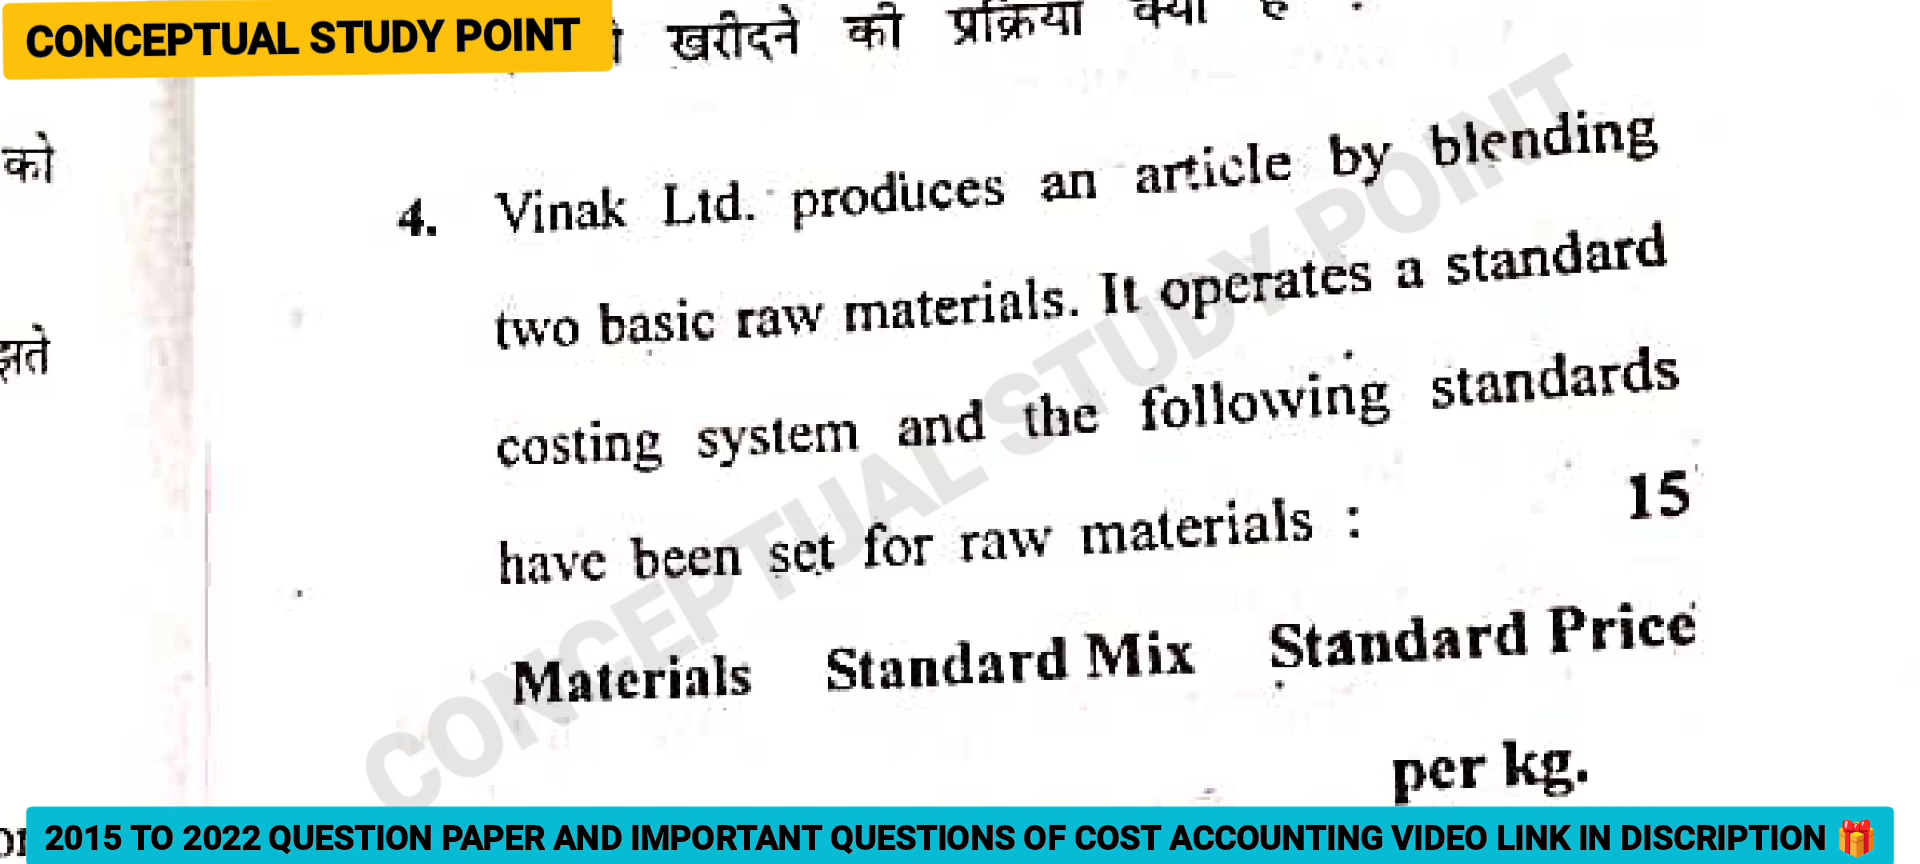 CONCEPTUAL STUDY POINT
खरीदने की प्रक्रिया क्या है
को
4. Vinak Ltd. produces an article by blending
two basic raw materials. It operates a standard
झते
costing system and the following standards
have been set for raw materials : 15
Materials Standard Mix Standard Price
per kg.
CONCEPTUAL STUDY POINT
2015 TO 2022 QUESTION PAPER AND IMPORTANT QUESTIONS OF COST ACCOUNTING VIDEO LINK IN DISCRIPTION